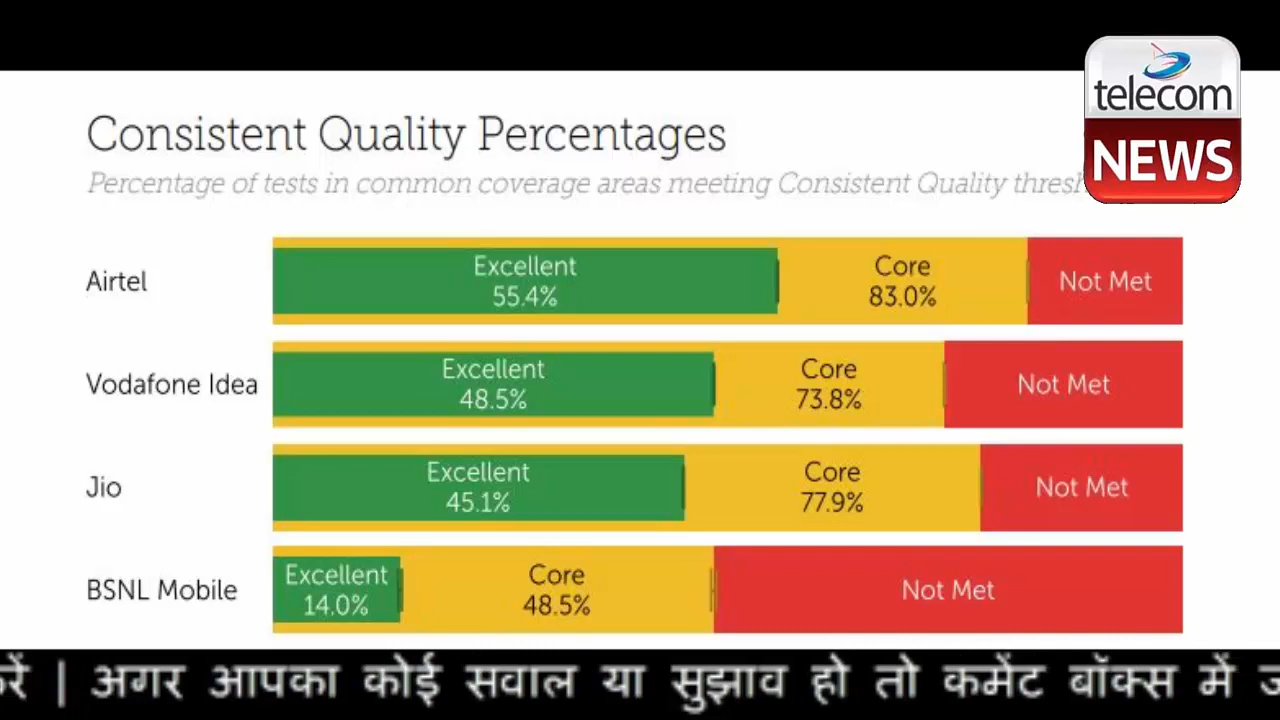 telecom
NEWS
Consistent Quality Percentages
Percentage of tests in common coverage areas meeting Consistent Quality
Airtel
Excellent
55.4%
Core
83.0%
Not Met
Vodafone Idea
Excellent
48.5%
Core
73.8%
Not Met
Jio
Excellent
45.1%
Core
77.9%
Not Met
BSNL Mobile
Excellent
14.0%
Core
48.5%
Not Met
| अगर आपका कोई सवाल या सुझाव हो तो कमेंट बॉक्स में